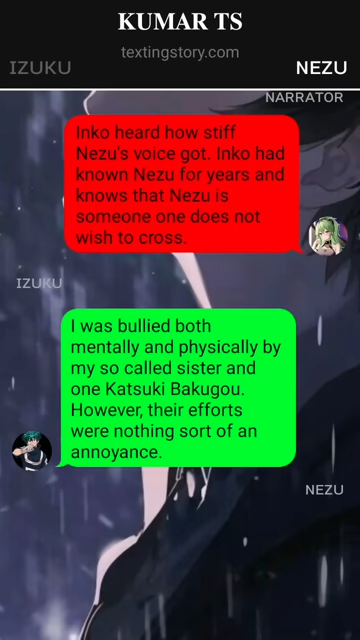 KUMAR TS
textingstory.com
IZUKU
NEZU
NARRATOR
Inko heard how stiff
Nezu's voice got. Inko had
known Nezu for years and
knows that Nezu is
someone one does not
wish to cross.
IZUKU
I was bullied both
mentally and physically by
my so called sister and
one Katsuki Bakugou.
However, their efforts
were nothing sort of an
annoyance.
NEZU